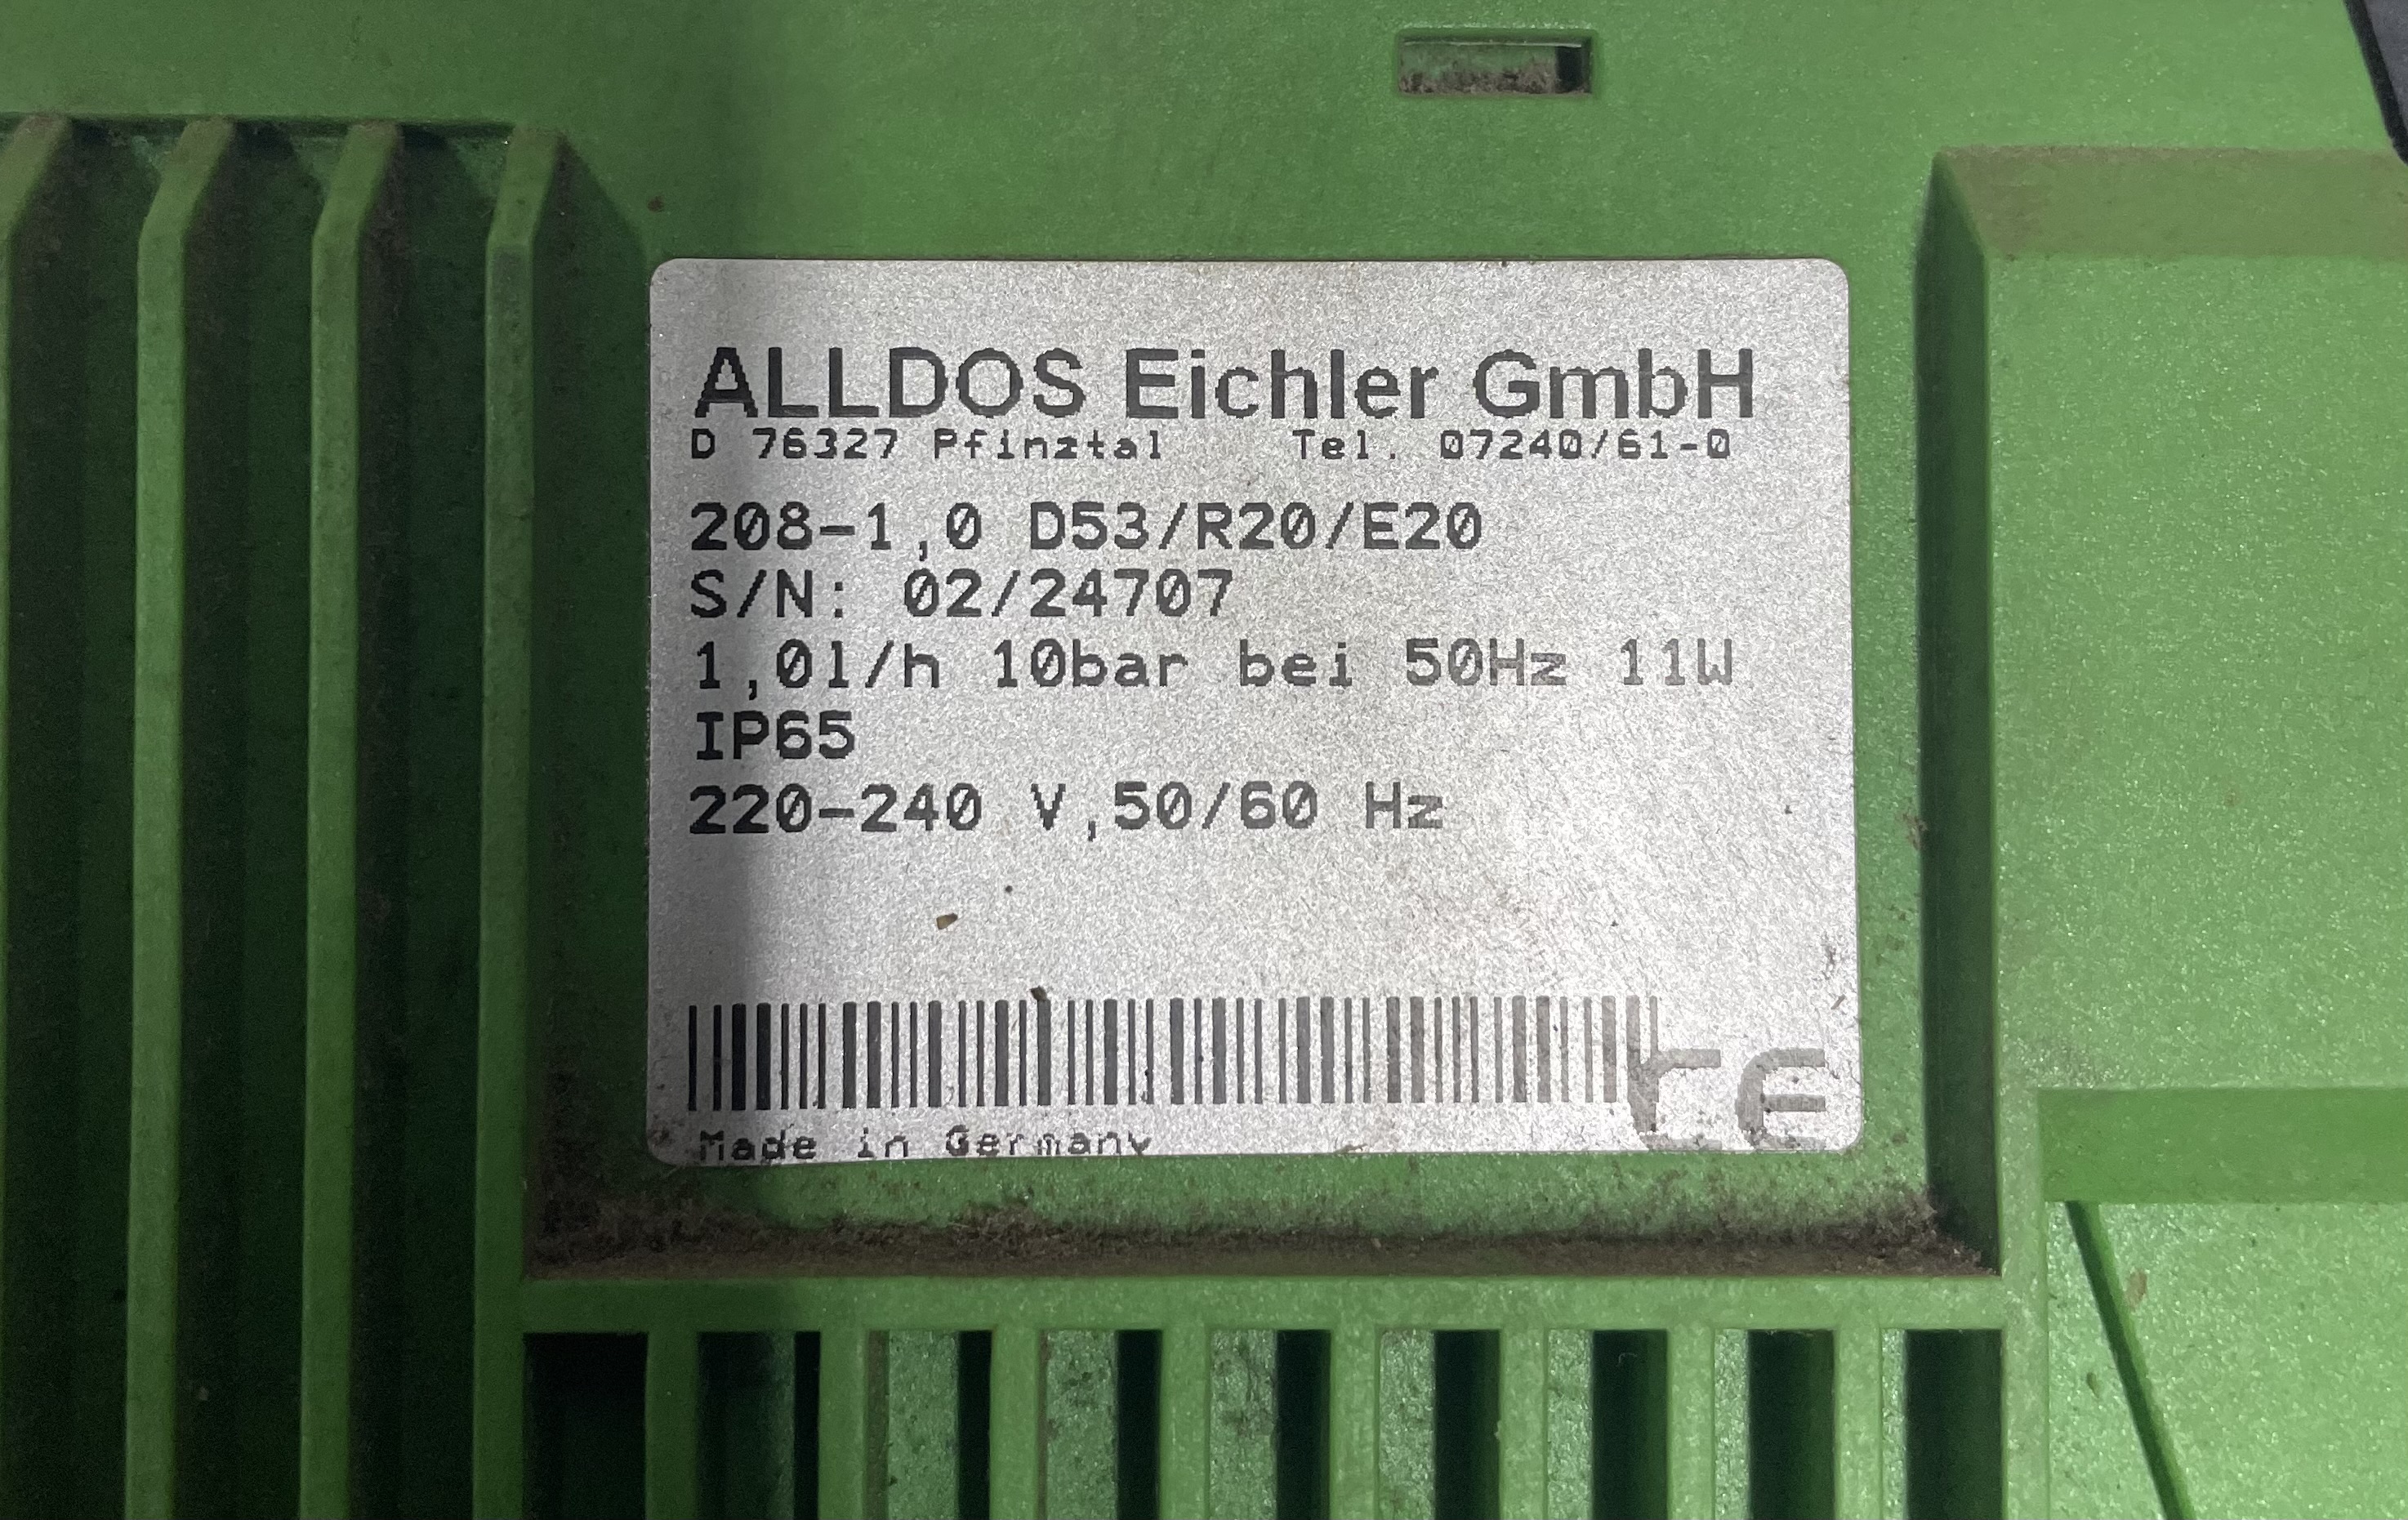 ALLDOS Eichler GmbH
D 76327 Pfinztal Tel. 07240/61-0
208-1,0 D53/R20/E20
S/N: 02/24707
1,0l/h 10bar bei 50Hz 11W
IP65
220-240 V,50/60 Hz
CE
Made in Germany